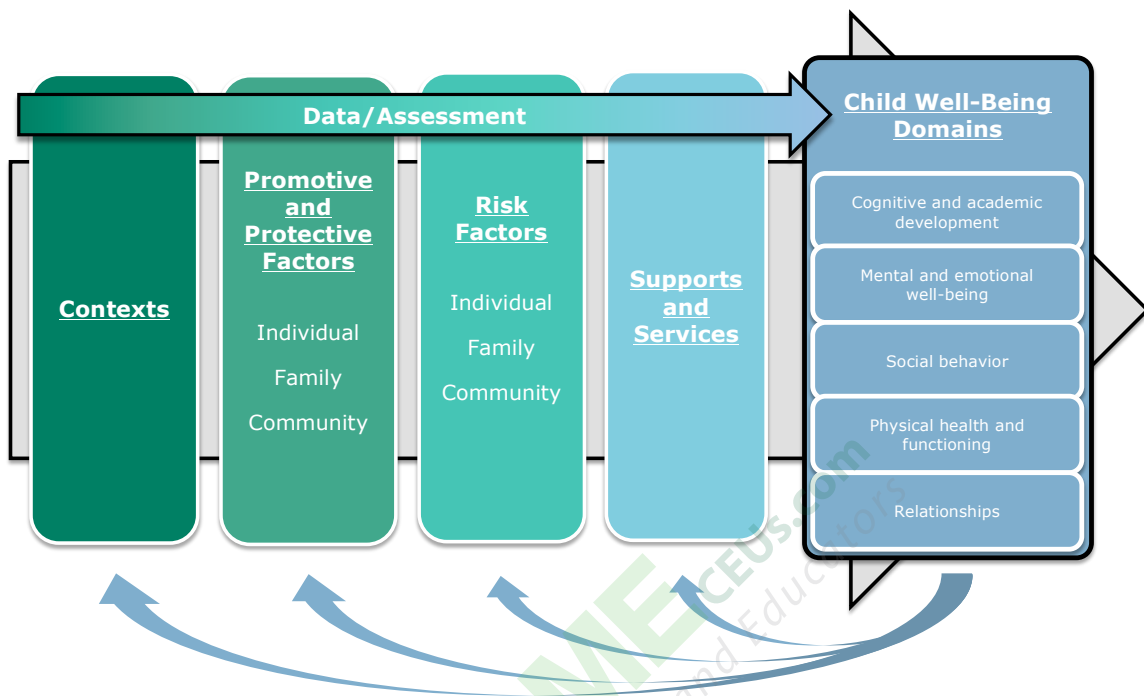 Data/Assessment
Contexts
Promotive
and
Protective
Factors
Individual
Family
Community
Risk
Factors
Individual
Family
Community
Supports
and
Services
Child Well-Being
Domains
Cognitive and academic
development
Mental and emotional
well-being
Social behavior
Physical health and
functioning
Relationships
ME
CEUs.com
and Educators